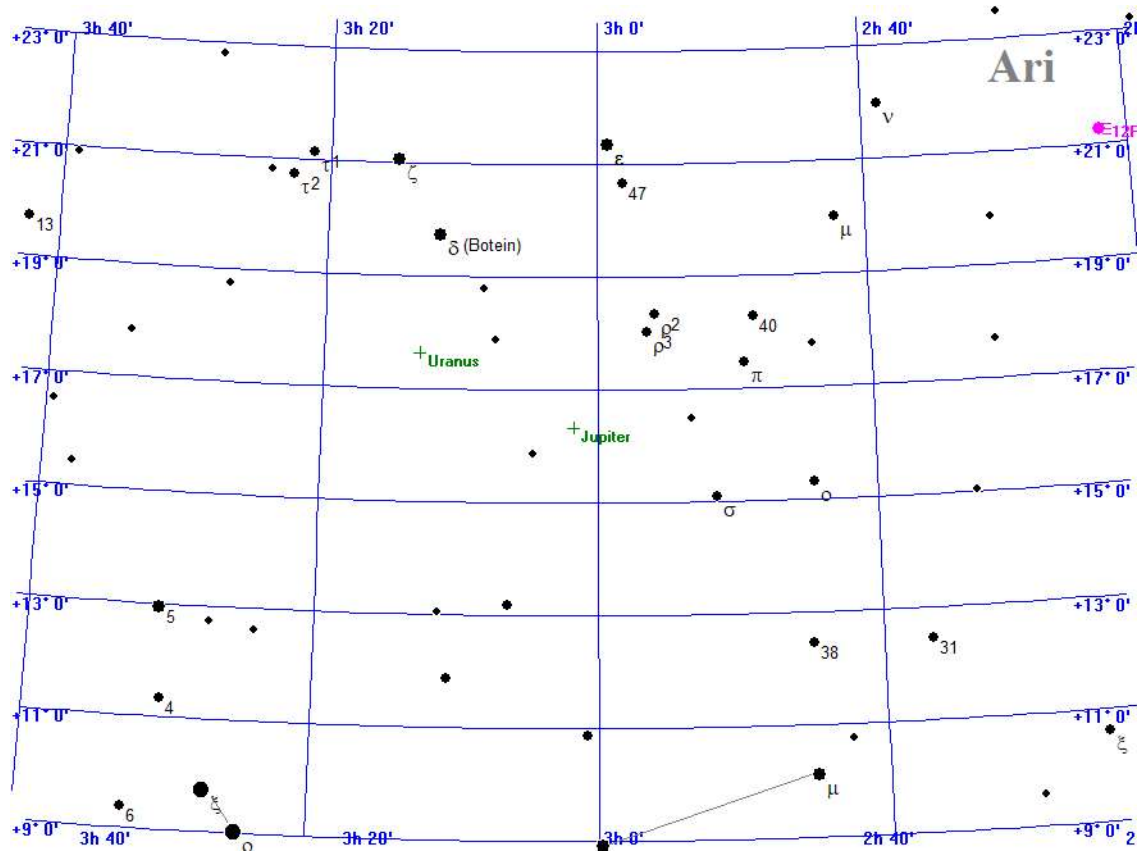 3h 40'
3h 20'
3h 0'
2h 40'
2h
+23° 0'
+23° 0'
Ari
ν
12P
+21° 0'
+21° 0'
τ1
τ2
ζ
ε
47
13
δ (Botein)
μ
+19° 0'
+19° 0'
ρ2
ρ3
40
Uranus
π
+17° 0'
+17° 0'
Jupiter
+15° 0'
+15° 0'
σ
ο
+13° 0'
+13° 0'
5
38
31
4
+11° 0'
+11° 0'
ξ
ξ
μ
6
+9° 0'
+9° 0'
3h 40'
ο
3h 20'
3h 0'
2h 40'
2